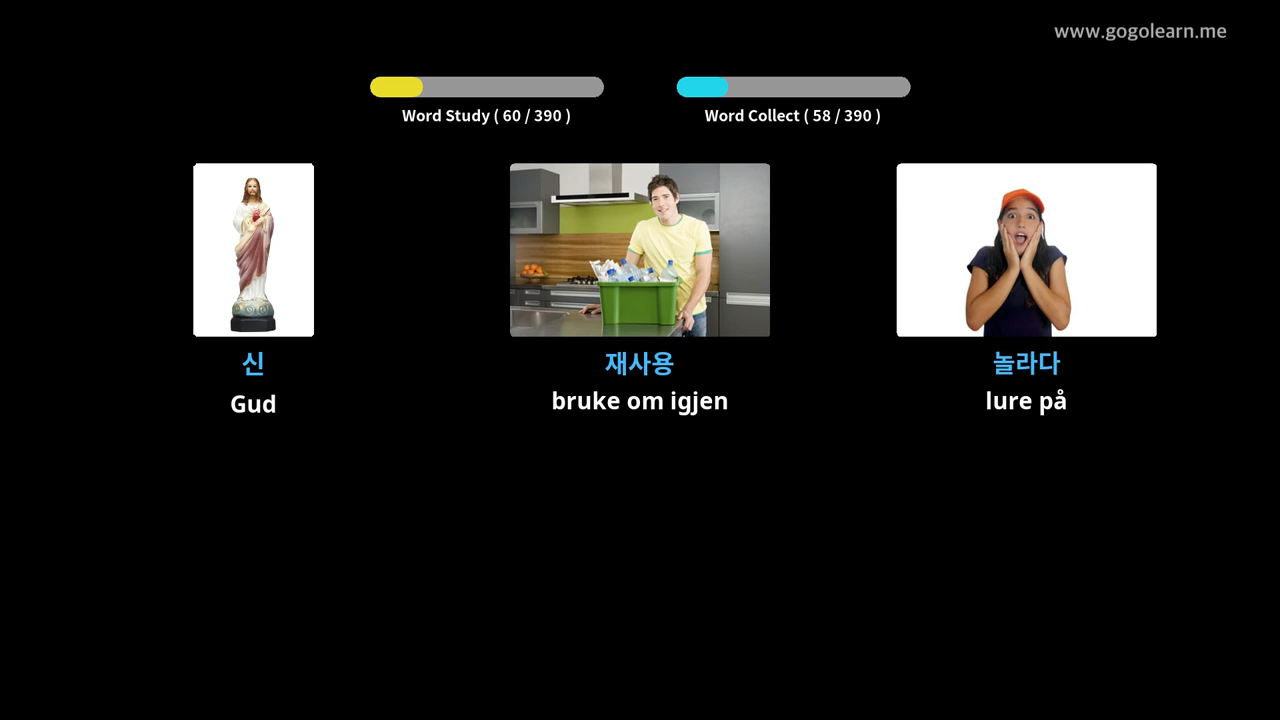 www.gogolearn.me
Word Study ( 60 / 390 )
Word Collect ( 58 / 390 )
신
Gud
재사용
bruke om igjen
놀라다
lure på